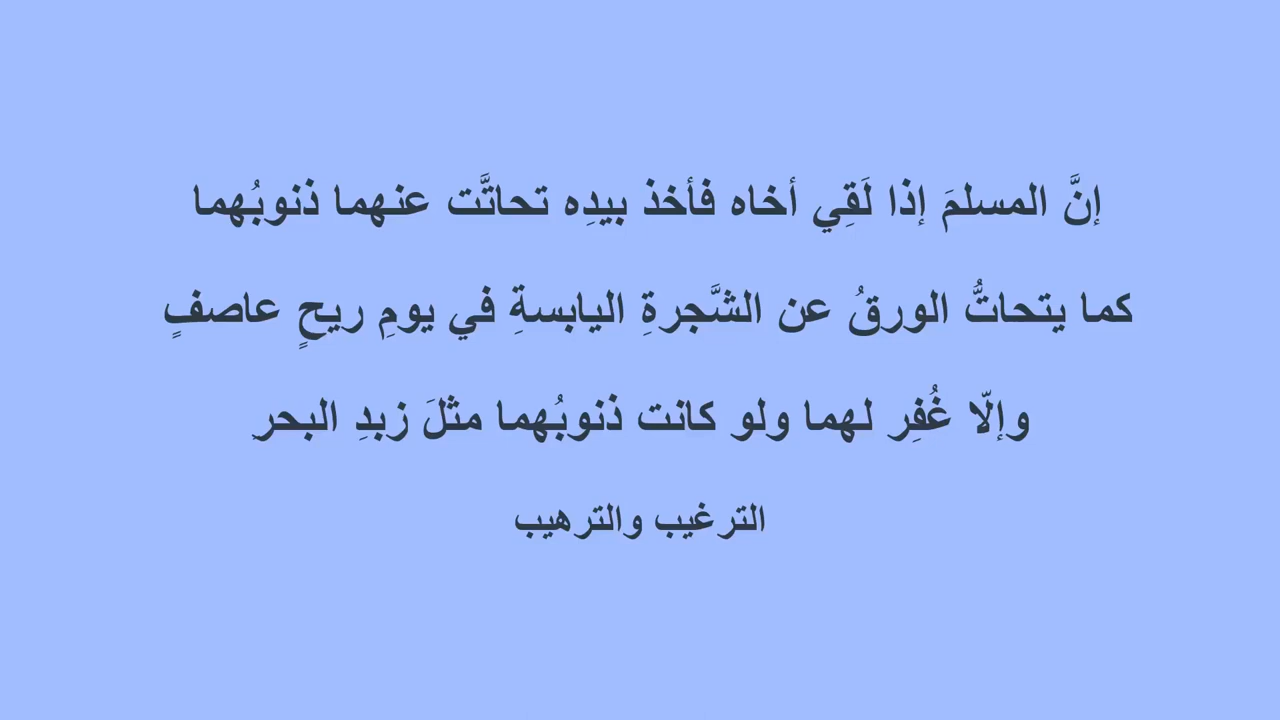 إنَّ المسلمَ إذا لَقِي أخاه فأخذ بيدِه تحاتَّت عنهما ذنوبُهما
كما يتحاتُّ الورقُ عن الشَّجرةِ اليابسةِ في يومِ ريحٍ عاصفٍ
وإلّا غُفِر لهما ولو كانت ذنوبُهما مثلَ زبدِ البحرِ
الترغيب والترهيب